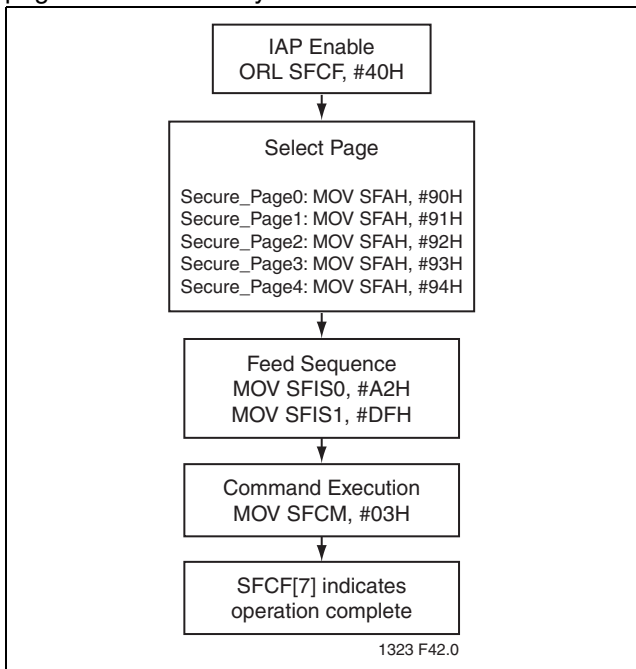 IAP Enable
ORL SFCF, #40H
Select Page
Secure_Page0: MOV SFAH, #90H
Secure_Page1: MOV SFAH, #91H
Secure_Page2: MOV SFAH, #92H
Secure_Page3: MOV SFAH, #93H
Secure_Page4: MOV SFAH, #94H
Feed Sequence
MOV SFIS0, #A2H
MOV SFIS1, #DFH
Command Execution
MOV SFCM, #03H
SFCF[7] indicates
operation complete
1323 F42.0